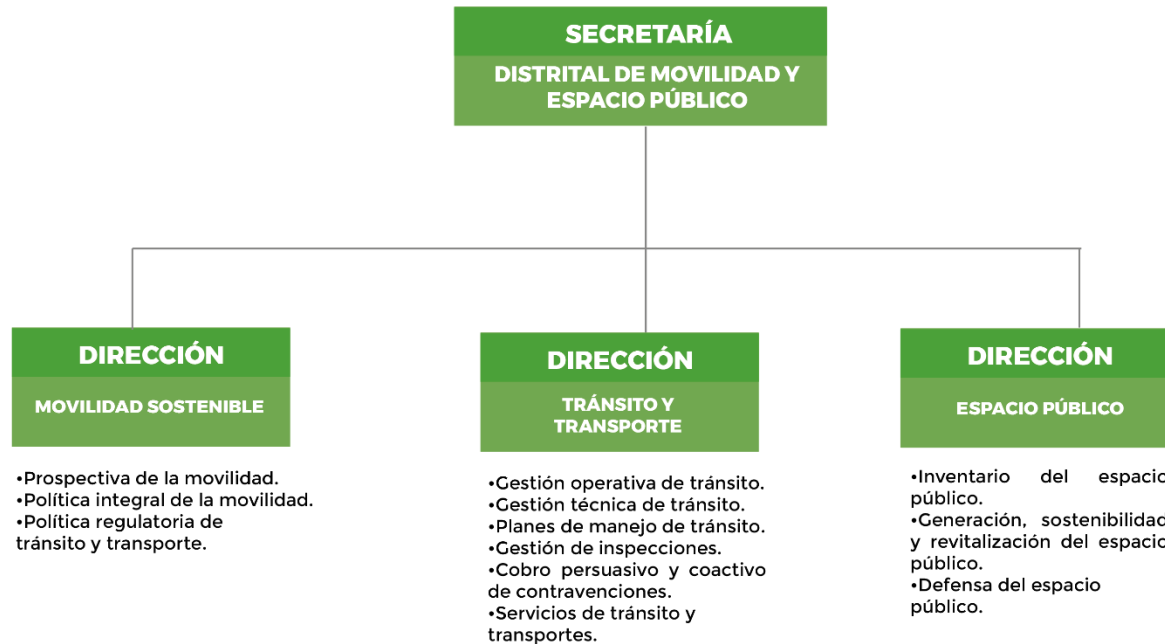 SECRETARÍA
DISTRITAL DE MOVILIDAD Y
ESPACIO PÚBLICO
DIRECCIÓN
MOVILIDAD SOSTENIBLE
•Prospectiva de la movilidad.
•Política integral de la movilidad.
•Política regulatoria de
tránsito y transporte.
DIRECCIÓN
TRÁNSITO Y
TRANSPORTE
•Gestión operativa de tránsito.
•Gestión técnica de tránsito.
•Planes de manejo de tránsito.
•Gestión de inspecciones.
•Cobro persuasivo y coactivo
de contravenciones.
•Servicios de tránsito y
transportes.
DIRECCIÓN
ESPACIO PÚBLICO
•Inventario del espacio
público.
•Generación, sostenibilidad
y revitalización del espacio
público.
•Defensa del espacio
público.